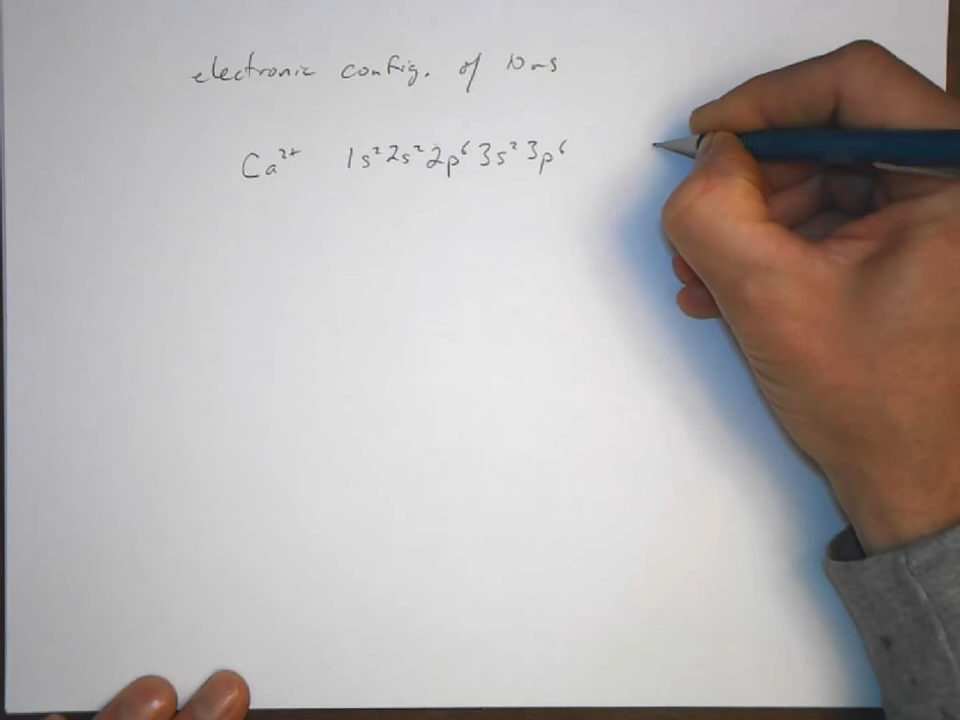 electronic config. of ions
Ca²⁺ 1s²2s²2p⁶3s²3p⁶